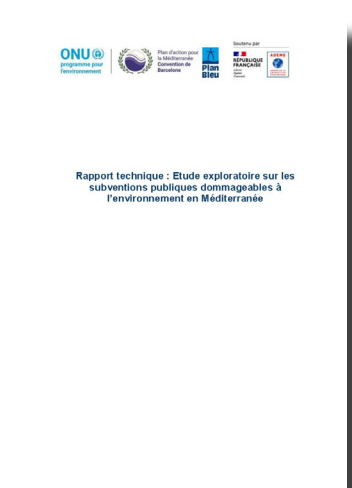 Soutenu par
ONU
programme pour
l'environnement
Plan d'action pour
la Méditerranée
Convention de
Barcelone
Plan
Bleu
RÉPUBLIQUE
FRANÇAISE
ADEME
Rapport technique : Etude exploratoire sur les
subventions publiques dommageables à
l'environnement en Méditerranée